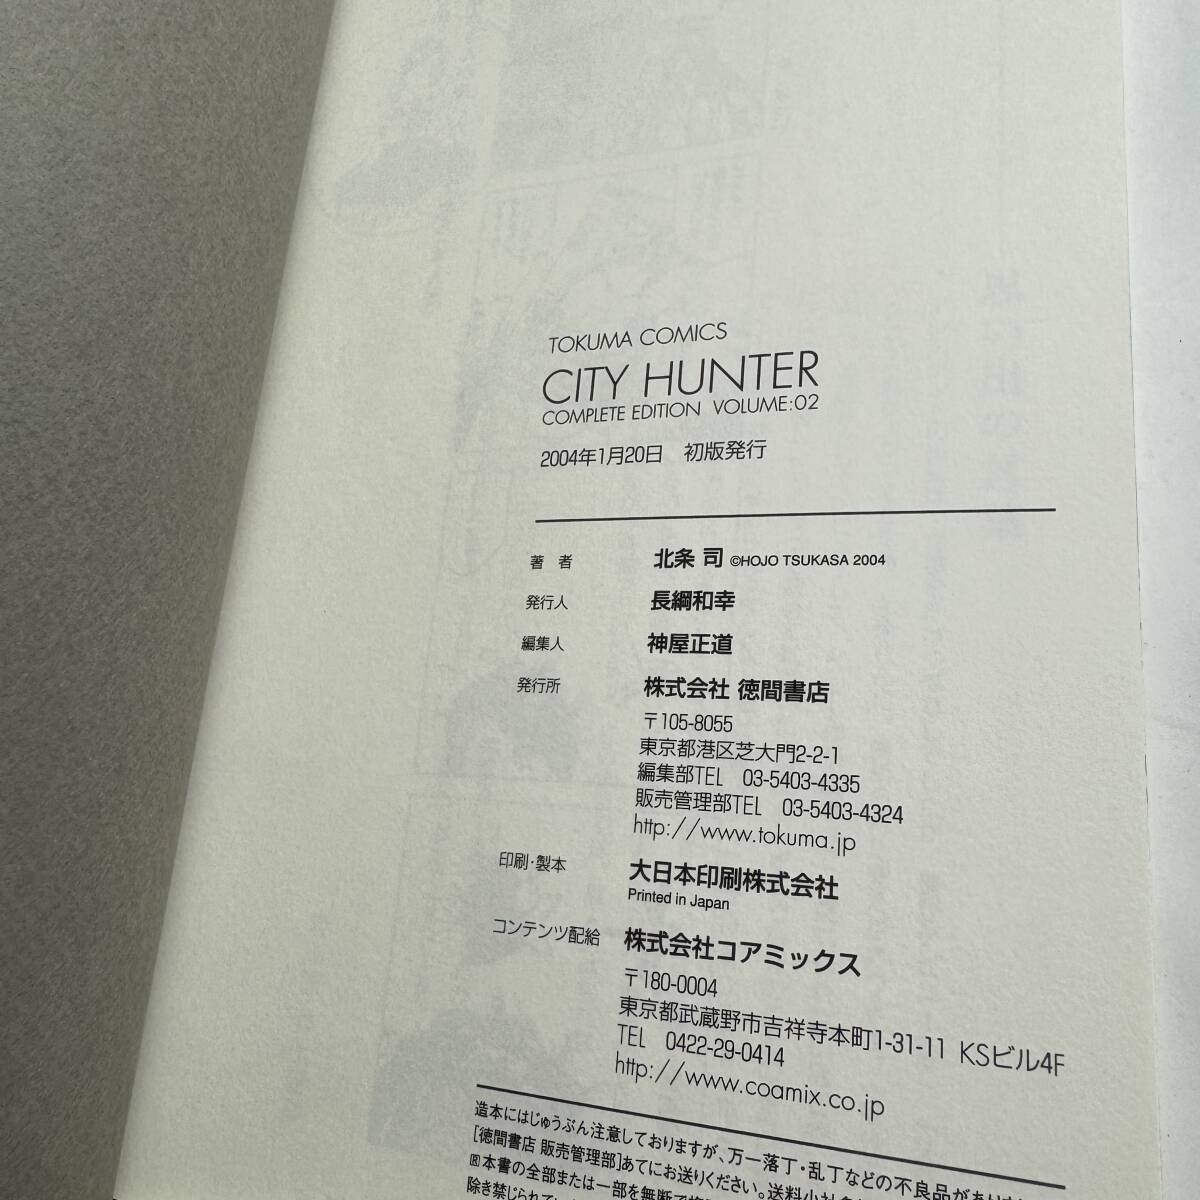 TOKUMA COMICS
CITY HUNTER
COMPLETE EDITION VOLUME:02
2004年1月20日 初版発行
著 者 北条 司 ©HOJO TSUKASA 2004
発行人 長綱和幸
編集人 神屋正道
発行所 株式会社 徳間書店
〒105-8055
東京都港区芝大門2-2-1
編集部TEL 03-5403-4335
販売管理部TEL 03-5403-4324
http://www.tokuma.jp
印刷・製本 大日本印刷株式会社
Printed in Japan
コンテンツ配給 株式会社コアミックス
〒180-0004
東京都武蔵野市吉祥寺本町1-31-11 KSビル4F
TEL 0422-29-0414
http://www.coamix.co.jp
造本にはじゅうぶん注意しておりますが、万一落丁・乱丁などの不良品があり
[徳間書店 販売管理部]あてにお送りください。送料小社
Ⓡ本書の全部または一部を無断で
除き禁じられて